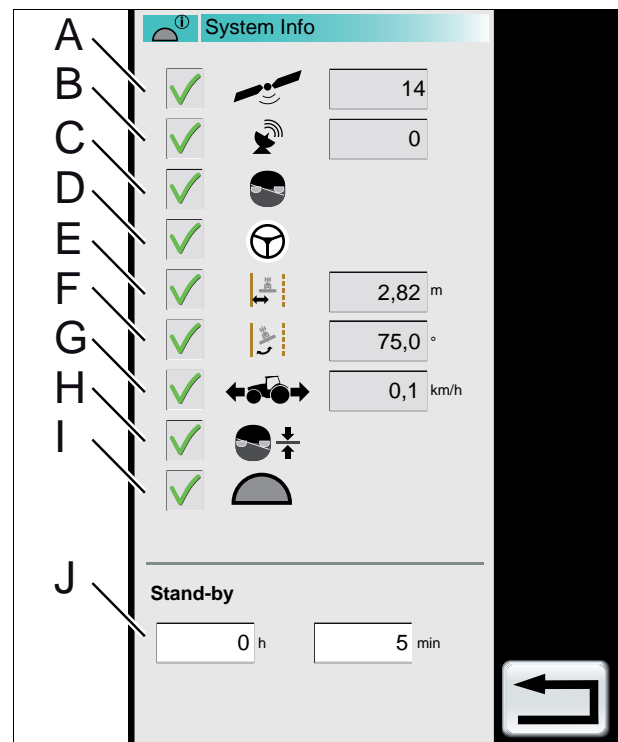 System Info
A
B
C
D
E
F
G
H
I
J
14
0
2,82 m
75,0 °
0,1 km/h
Stand-by
0 h 5 min